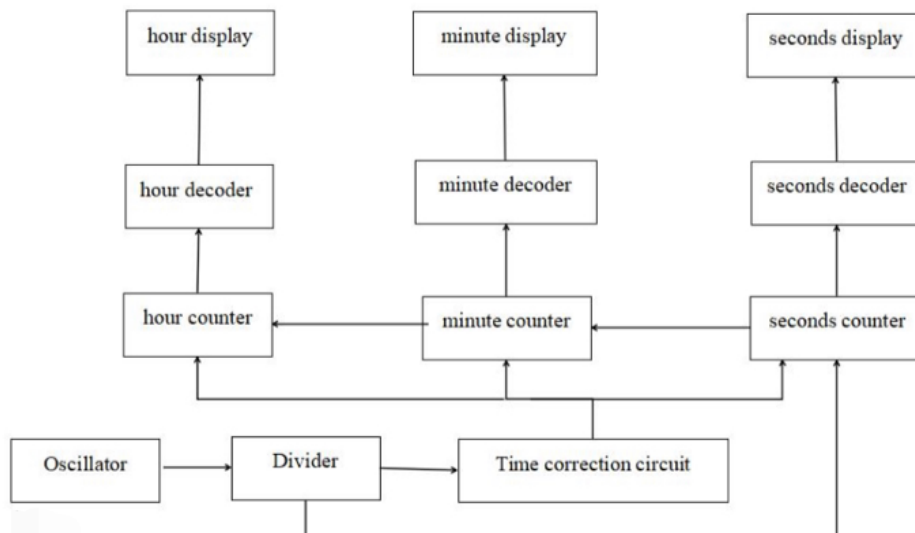 hour display
minute display
seconds display
hour decoder
minute decoder
seconds decoder
hour counter
minute counter
seconds counter
Oscillator
Divider
Time correction circuit